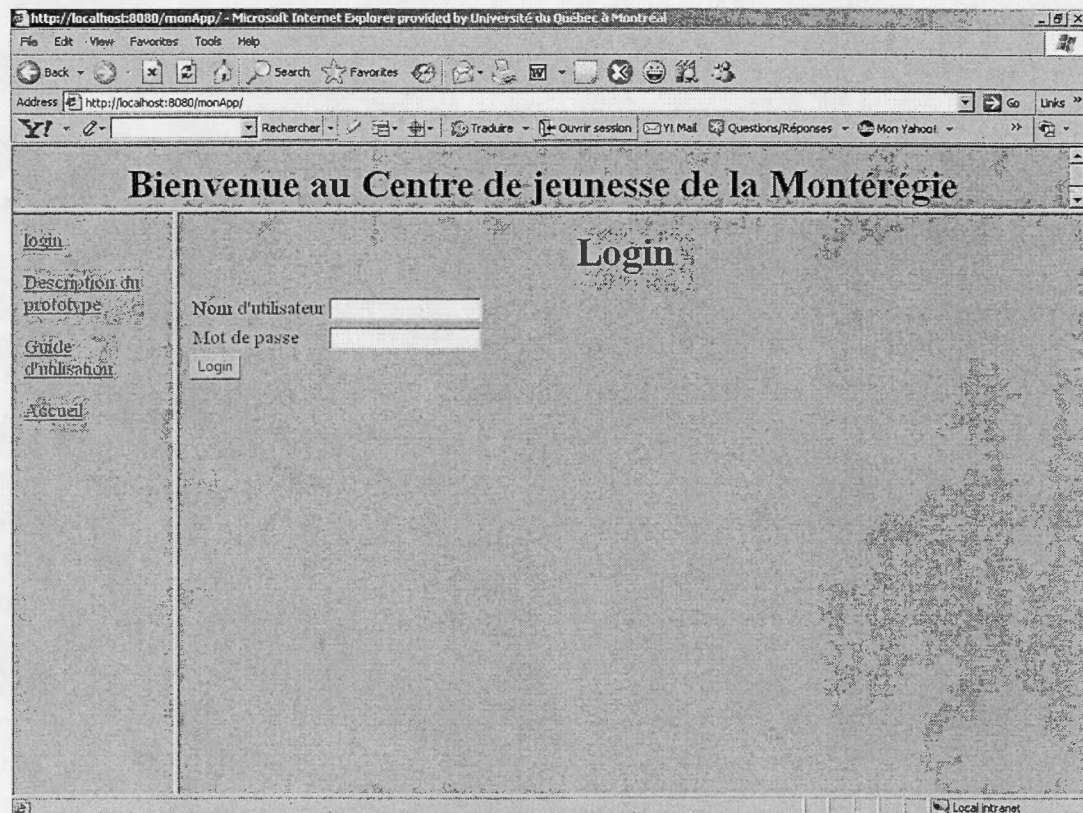 http://localhost:8080/monApp/ - Microsoft Internet Explorer provided by Université du Québec à Montréal
File Edit View Favorites Tools Help
Back Search Favorites
Address http://localhost:8080/monApp/ Go Links »
Y! Rechercher Traduire Ouvrir session Y! Mail Questions/Réponses Mon Yahoo! »
Bienvenue au Centre de jeunesse de la Montérégie
login
Description du
prototype
Guide
d'utilisation
Accueil
Login
Nom d'utilisateur
Mot de passe
Login
Local intranet